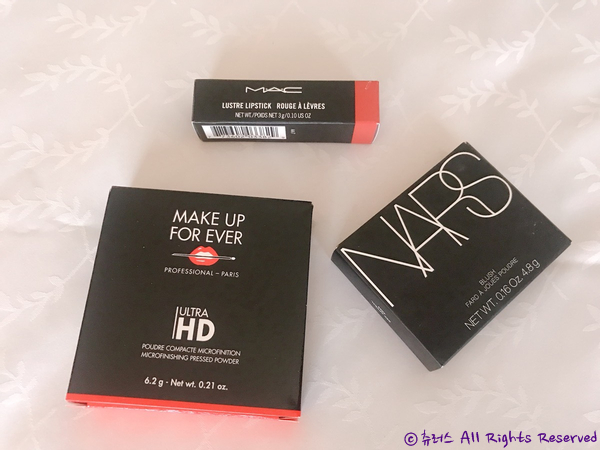 MAC
LUSTRE LIPSTICK ROUGE À LÈVRES
NET WT./POIDS NET 3 g/0.10 US OZ
MAKE UP
FOR EVER
PROFESSIONAL – PARIS
ULTRA
HD
POUDRE COMPACTE MICROFINITION
MICROFINISHING PRESSED POWDER
6.2 g - Net wt. 0.21 oz.
NARS
BLUSH
FARD À JOUES POUDRE
NET WT. 0.16 Oz. 4.8 g
© 츄러스 All Rights Reserved